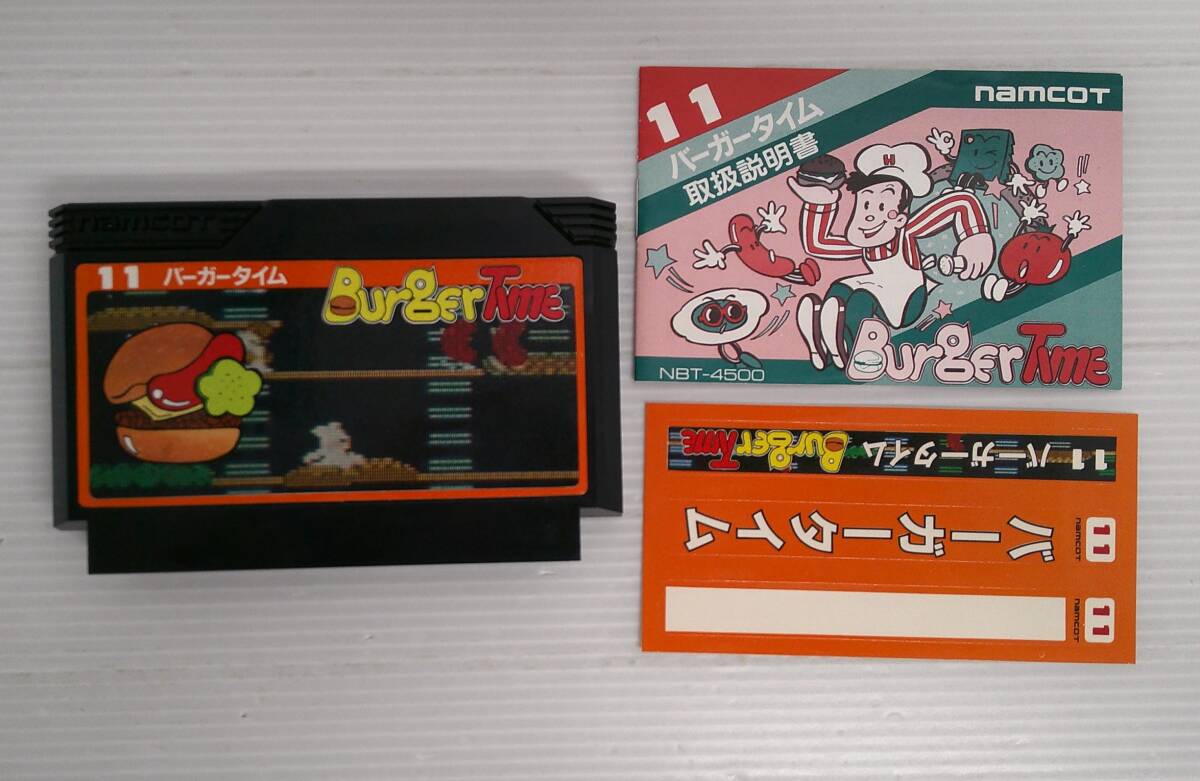 namcot
11 バーガータイム
BurgerTime
11
namcot
バーガータイム
取扱説明書
H
BurgerTime
NBT-4500
11 バーガータイム BurgerTime
11 namcot
バーガータイム
11 namcot